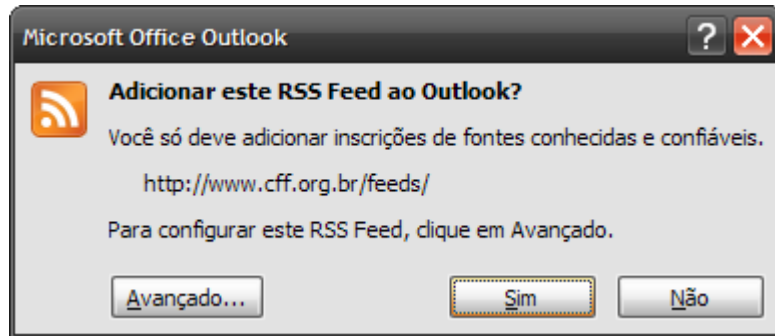 Microsoft Office Outlook
Adicionar este RSS Feed ao Outlook?
Você só deve adicionar inscrições de fontes conhecidas e confiáveis.
http://www.cff.org.br/feeds/
Para configurar este RSS Feed, clique em Avançado.
Avançado... Sim Não